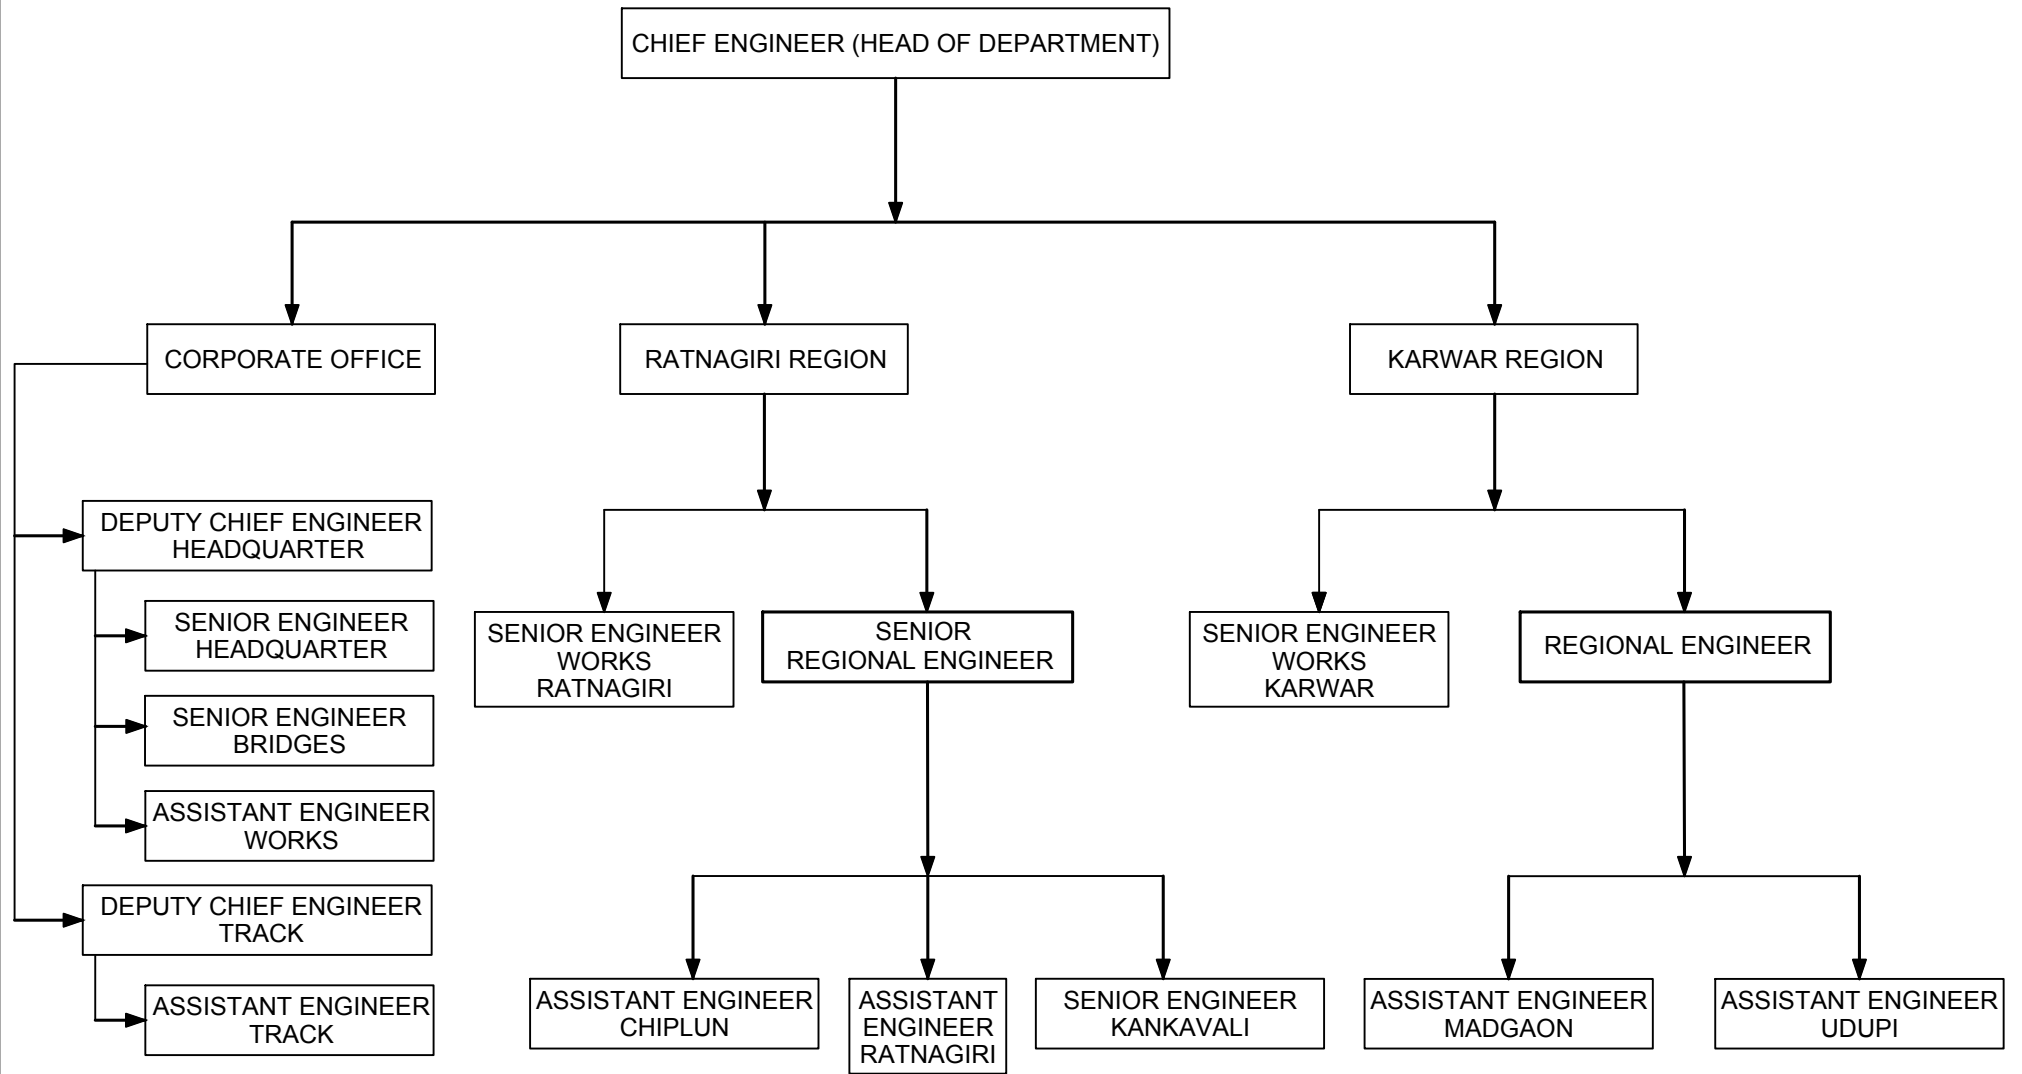 CHIEF ENGINEER (HEAD OF DEPARTMENT)
CORPORATE OFFICE
RATNAGIRI REGION
KARWAR REGION
DEPUTY CHIEF ENGINEER
HEADQUARTER
SENIOR ENGINEER
HEADQUARTER
SENIOR ENGINEER
BRIDGES
ASSISTANT ENGINEER
WORKS
DEPUTY CHIEF ENGINEER
TRACK
ASSISTANT ENGINEER
TRACK
SENIOR ENGINEER
WORKS
RATNAGIRI
SENIOR
REGIONAL ENGINEER
ASSISTANT ENGINEER
CHIPLUN
ASSISTANT
ENGINEER
RATNAGIRI
SENIOR ENGINEER
KANKAVALI
SENIOR ENGINEER
WORKS
KARWAR
REGIONAL ENGINEER
ASSISTANT ENGINEER
MADGAON
ASSISTANT ENGINEER
UDUPI